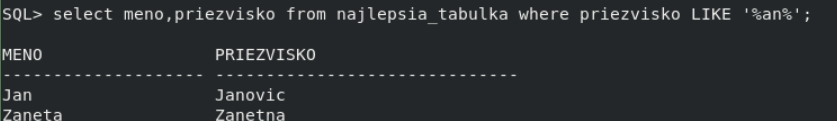 SQL> select meno,priezvisko from najlepsia_tabulka where priezvisko LIKE '%an%';
MENO PRIEZVISKO
-------------------- ------------------------------
Jan Janovic
Zaneta Zanetna